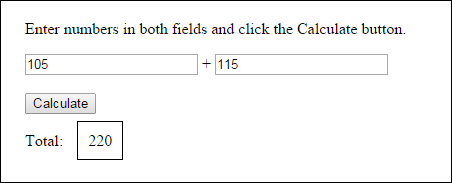 Enter numbers in both fields and click the Calculate button.
105 + 115
Calculate
Total: 220